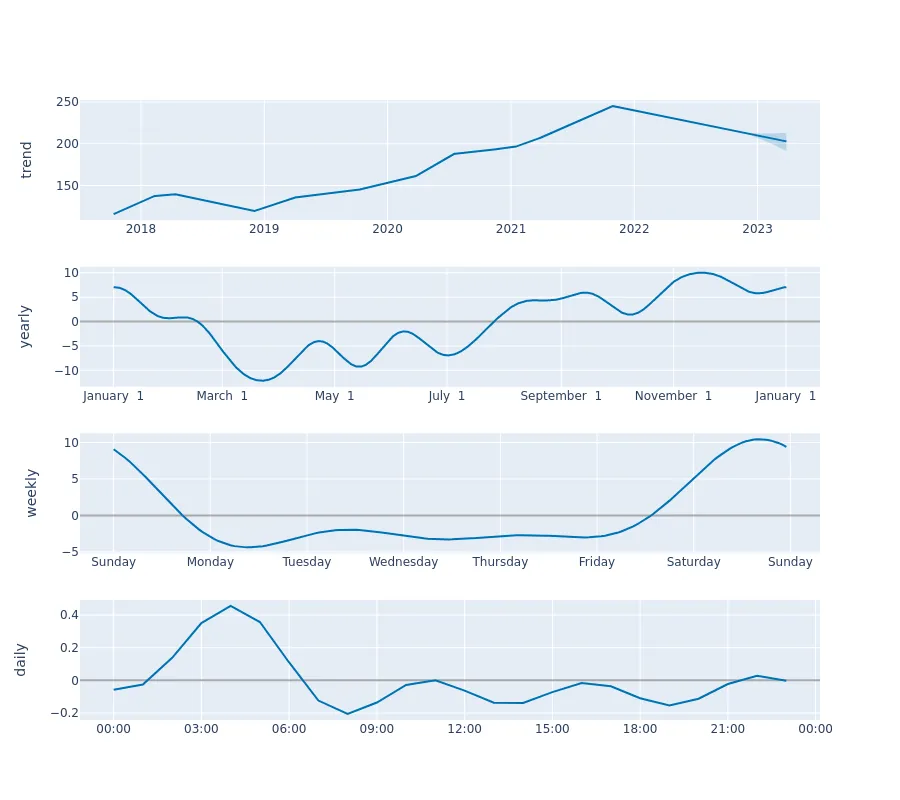 trend
250
200
150
2018 2019 2020 2021 2022 2023
yearly
10
5
0
−5
−10
January 1 March 1 May 1 July 1 September 1 November 1 January 1
weekly
10
5
0
−5
Sunday Monday Tuesday Wednesday Thursday Friday Saturday Sunday
daily
0.4
0.2
0
−0.2
00:00 03:00 06:00 09:00 12:00 15:00 18:00 21:00 00:00